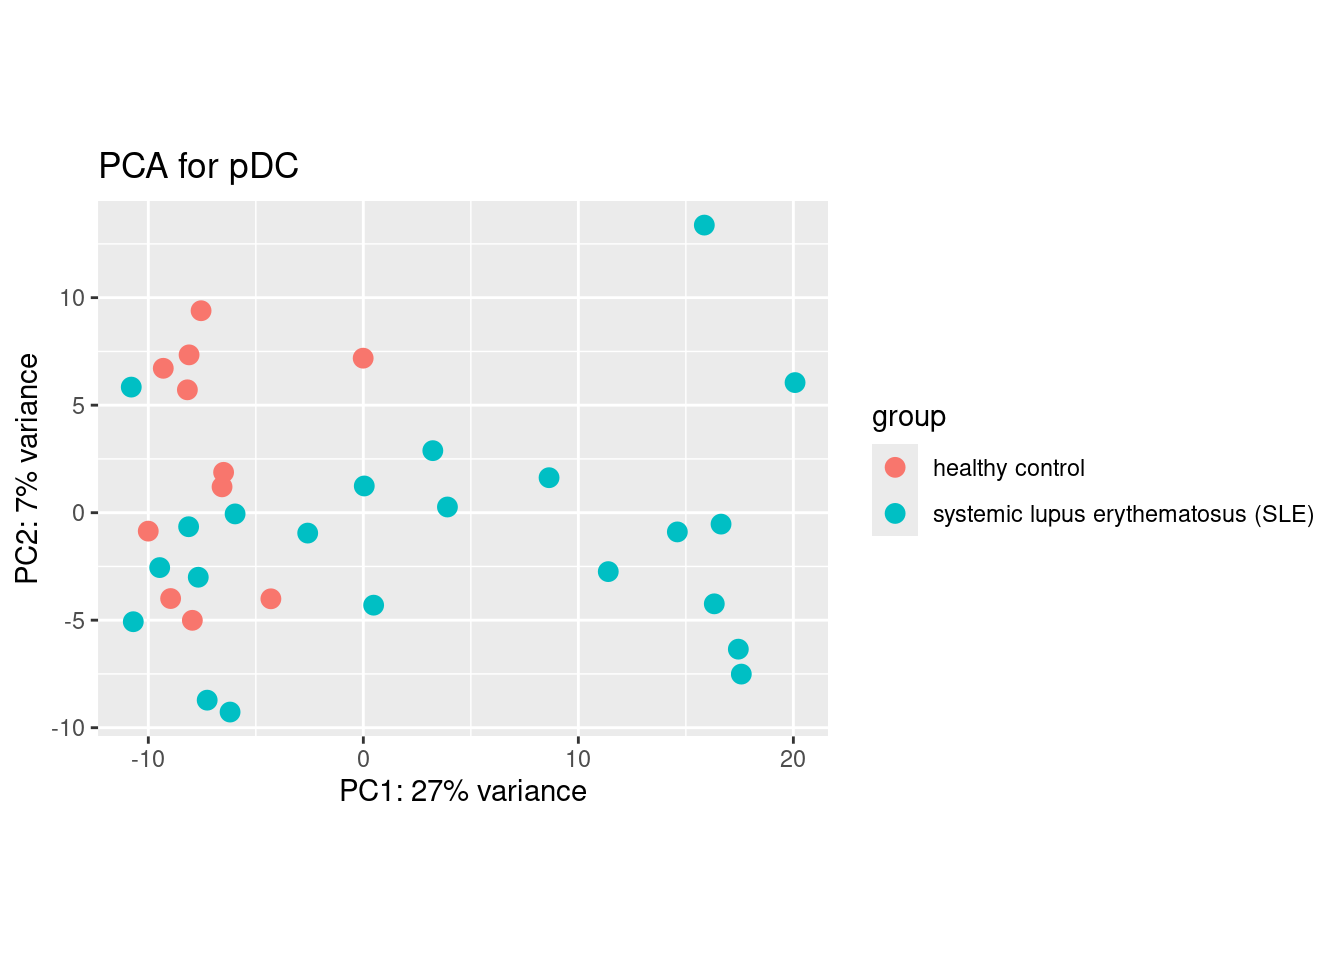 PCA for pDC
PC2: 7% variance
10
5
0
-5
-10
-10 0 10 20
PC1: 27% variance
group
healthy control
systemic lupus erythematosus (SLE)